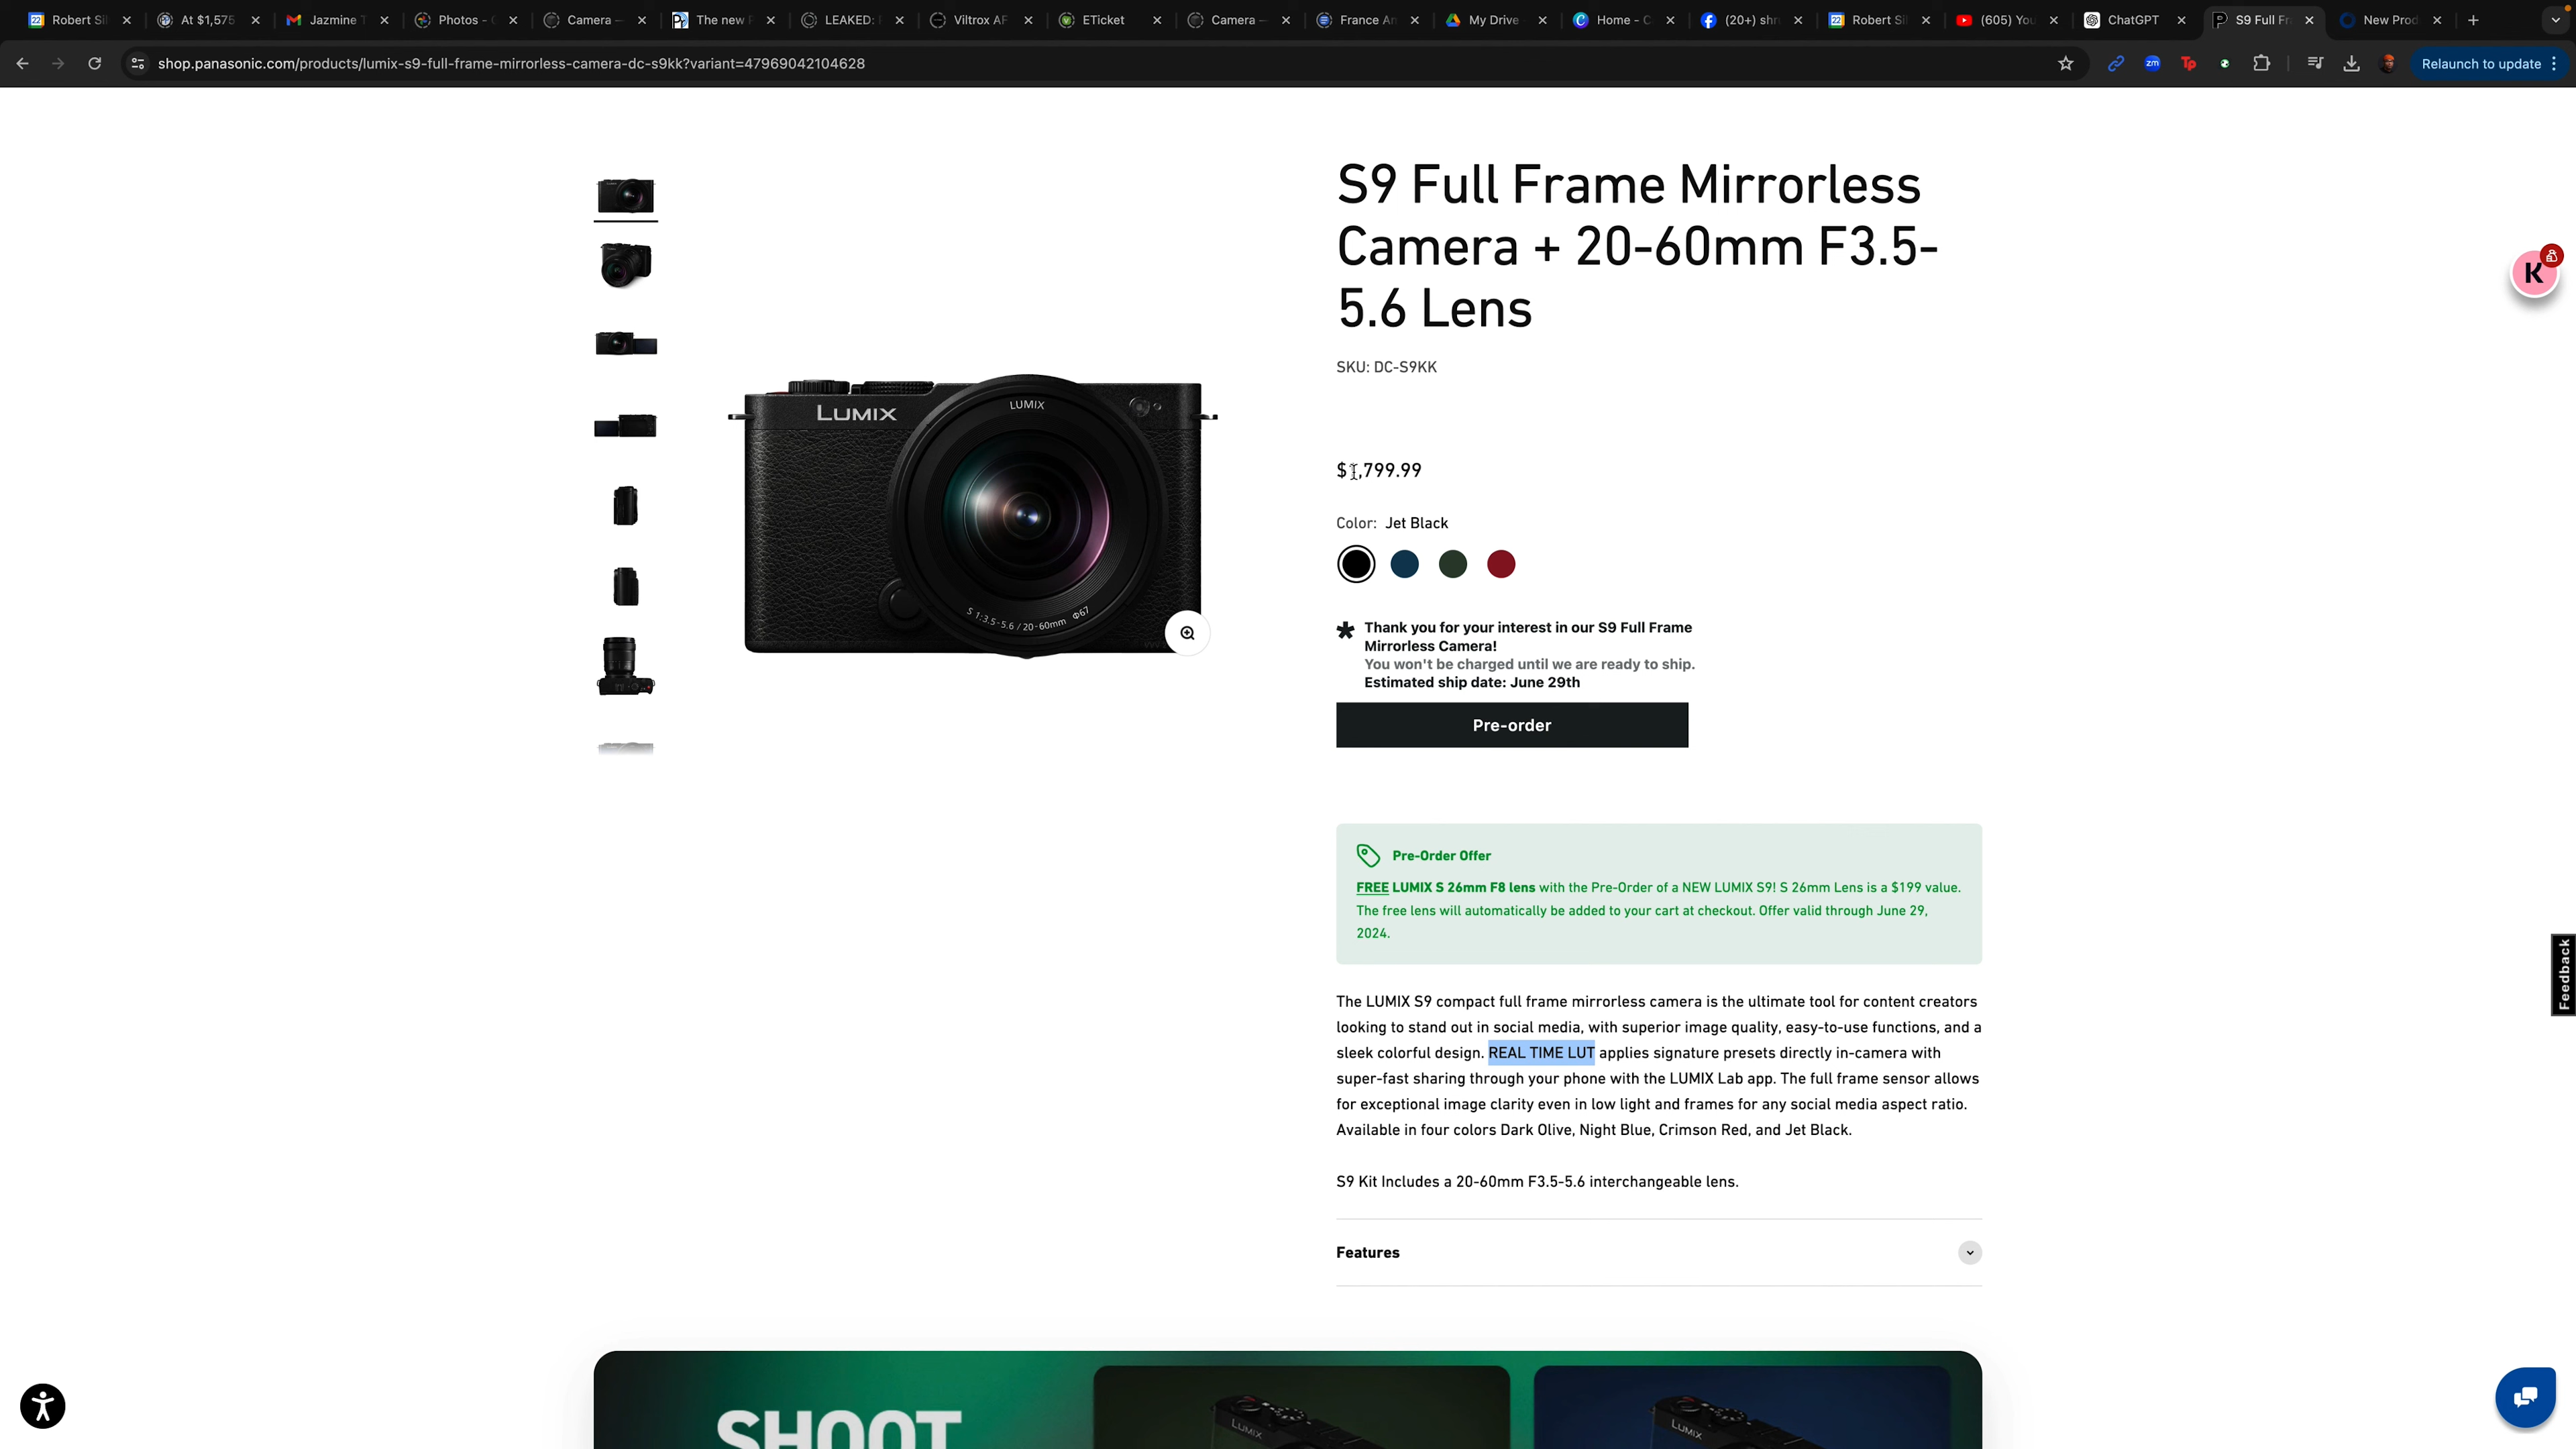 Robert Sil
At $1,575
Jazmine T
Photos - G
Camera —
The new P
LEAKED: 
Viltrox AF
ETicket
Camera —
France An
My Drive
Home - C
(20+) shr
Robert Sil
(605) You
ChatGPT
S9 Full Fr
New Prod
shop.panasonic.com/products/lumix-s9-full-frame-mirrorless-camera-dc-s9kk?variant=47969042104628
zm
Tp
Relaunch to update
S9 Full Frame Mirrorless
Camera + 20-60mm F3.5-
5.6 Lens
SKU: DC-S9KK
$1,799.99
Color: Jet Black
Thank you for your interest in our S9 Full Frame
Mirrorless Camera!
You won't be charged until we are ready to ship.
Estimated ship date: June 29th
Pre-order
LUMIX
LUMIX
S 1:3.5-5.6 / 20-60mm Φ67
K
Pre-Order Offer
FREE LUMIX S 26mm F8 lens with the Pre-Order of a NEW LUMIX S9! S 26mm Lens is a $199 value.
The free lens will automatically be added to your cart at checkout. Offer valid through June 29,
2024.
Feedback
The LUMIX S9 compact full frame mirrorless camera is the ultimate tool for content creators
looking to stand out in social media, with superior image quality, easy-to-use functions, and a
sleek colorful design. REAL TIME LUT applies signature presets directly in-camera with
super-fast sharing through your phone with the LUMIX Lab app. The full frame sensor allows
for exceptional image clarity even in low light and frames for any social media aspect ratio.
Available in four colors Dark Olive, Night Blue, Crimson Red, and Jet Black.
S9 Kit Includes a 20-60mm F3.5-5.6 interchangeable lens.
Features
SHOOT
LUMIX
LUMIX